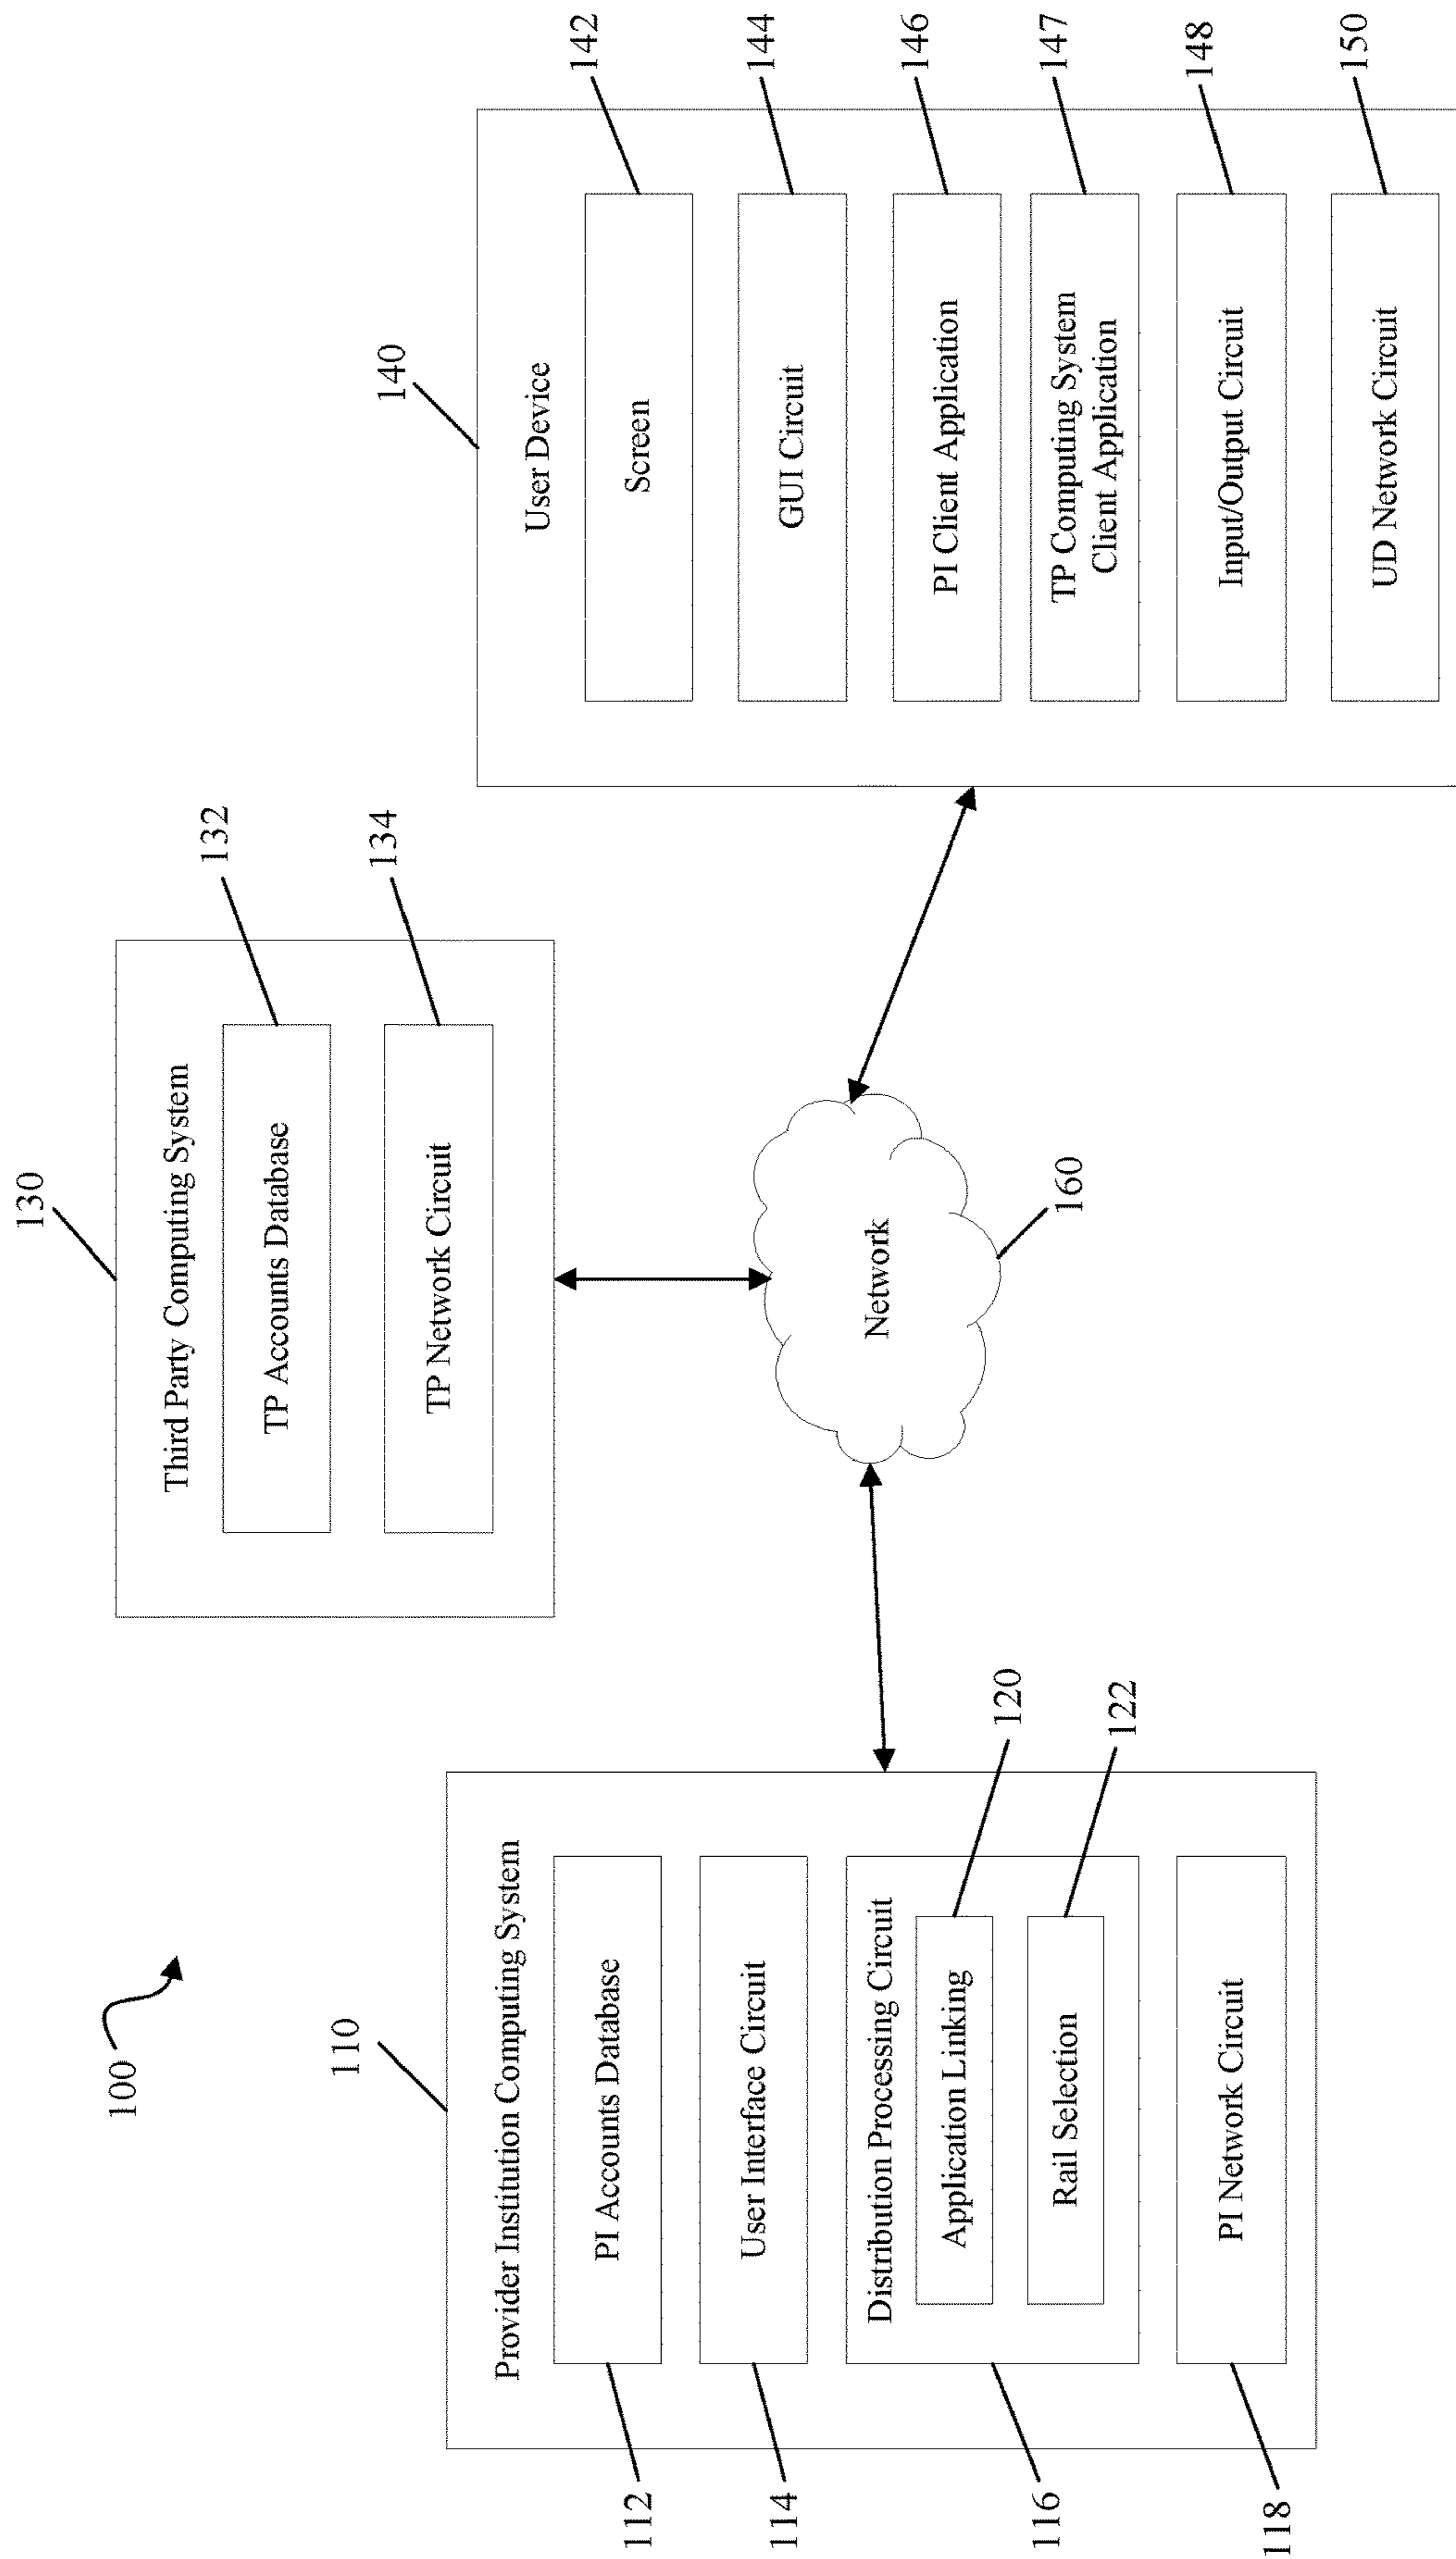 100
110
Provider Institution Computing System
PI Accounts Database
112
User Interface Circuit
114
Distribution Processing Circuit
116
Application Linking
120
Rail Selection
122
PI Network Circuit
118
130
Third Party Computing System
TP Accounts Database
132
TP Network Circuit
134
Network
160
140
User Device
Screen
142
GUI Circuit
144
PI Client Application
146
TP Computing System
Client Application
147
Input/Output Circuit
148
UD Network Circuit
150